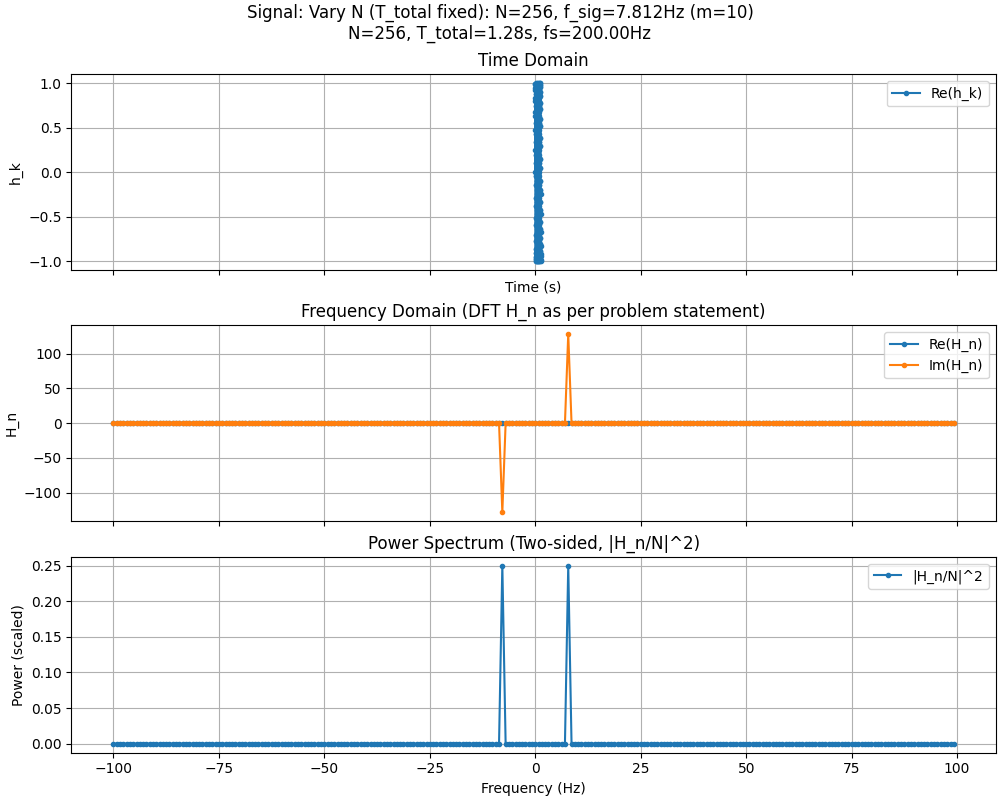 Signal: Vary N (T_total fixed): N=256, f_sig=7.812Hz (m=10)
N=256, T_total=1.28s, fs=200.00Hz
Time Domain
Re(h_k)
1.0
0.5
0.0
−0.5
−1.0
h_k
Time (s)
Frequency Domain (DFT H_n as per problem statement)
Re(H_n)
Im(H_n)
100
50
0
−50
−100
H_n
Power Spectrum (Two-sided, |H_n/N|^2)
|H_n/N|^2
0.25
0.20
0.15
0.10
0.05
0.00
Power (scaled)
−100 −75 −50 −25 0 25 50 75 100
Frequency (Hz)